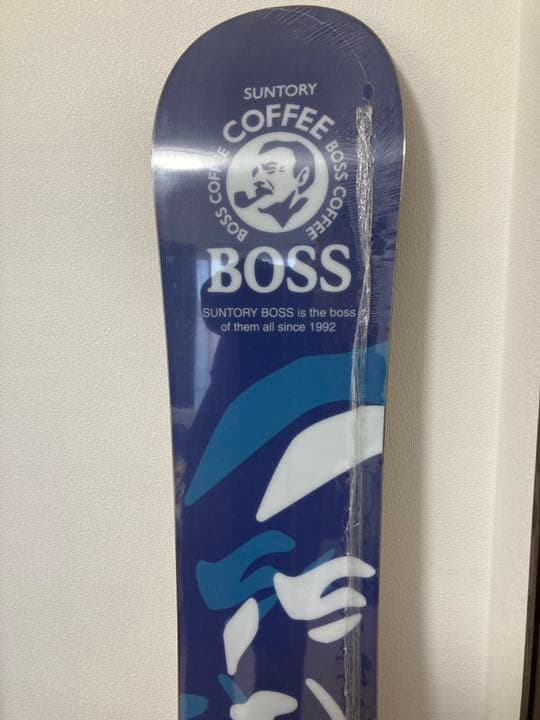 SUNTORY
COFFEE
BOSS COFFEE
BOSS COFFEE
BOSS
SUNTORY BOSS is the boss
of them all since 1992